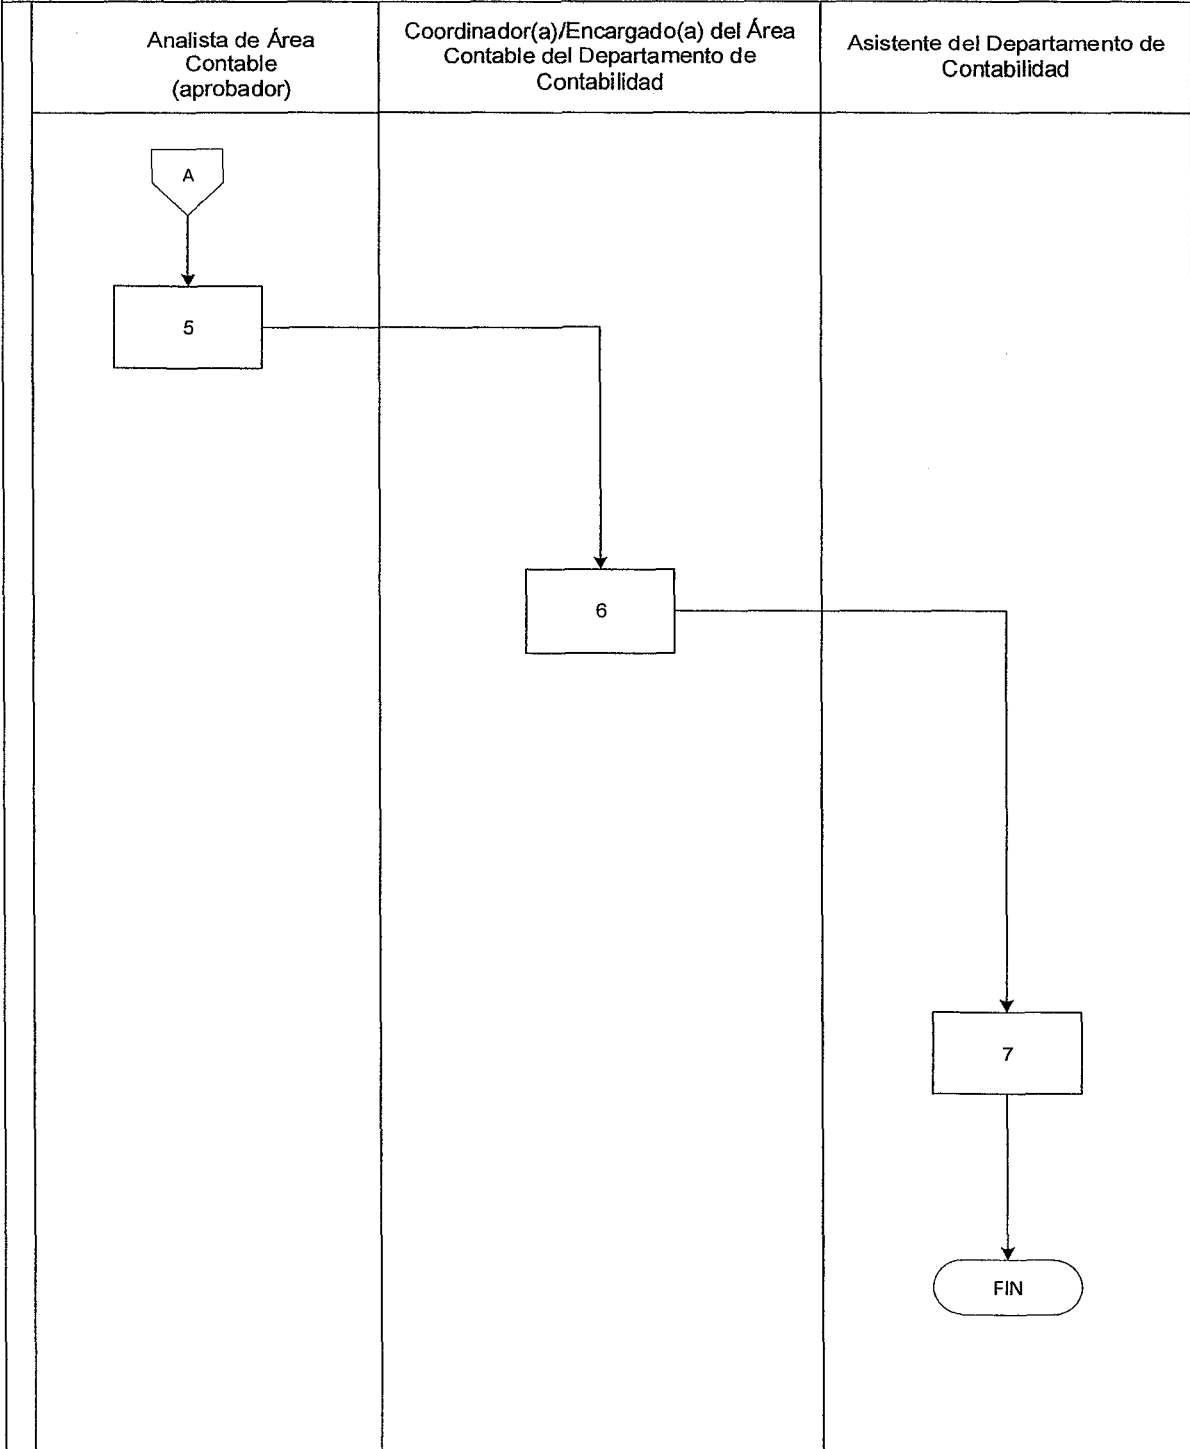 Analista de Área
Contable
(aprobador)
Coordinador(a)/Encargado(a) del Área
Contable del Departamento de
Contabilidad
Asistente del Departamento de
Contabilidad
A
5
6
7
FIN